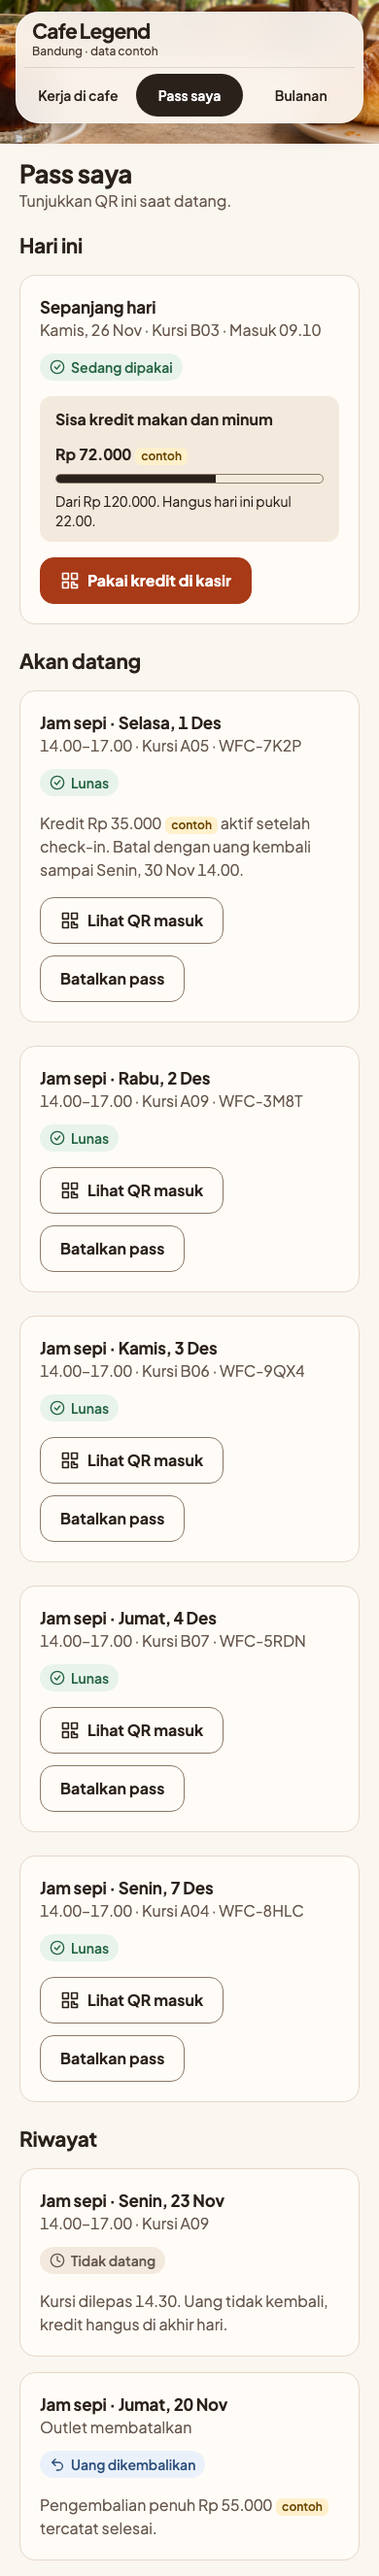 Cafe Legend
Bandung · data contoh
Kerja di cafe Pass saya Bulanan
Pass saya
Tunjukkan QR ini saat datang.
Hari ini
Sepanjang hari
Kamis, 26 Nov · Kursi B03 · Masuk 09.10
Sedang dipakai
Sisa kredit makan dan minum
Rp 72.000 contoh
Dari Rp 120.000. Hangus hari ini pukul
22.00.
Pakai kredit di kasir
Akan datang
Jam sepi · Selasa, 1 Des
14.00–17.00 · Kursi A05 · WFC-7K2P
Lunas
Kredit Rp 35.000 contoh aktif setelah
check-in. Batal dengan uang kembali
sampai Senin, 30 Nov 14.00.
Lihat QR masuk
Batalkan pass
Jam sepi · Rabu, 2 Des
14.00–17.00 · Kursi A09 · WFC-3M8T
Lunas
Lihat QR masuk
Batalkan pass
Jam sepi · Kamis, 3 Des
14.00–17.00 · Kursi B06 · WFC-9QX4
Lunas
Lihat QR masuk
Batalkan pass
Jam sepi · Jumat, 4 Des
14.00–17.00 · Kursi B07 · WFC-5RDN
Lunas
Lihat QR masuk
Batalkan pass
Jam sepi · Senin, 7 Des
14.00–17.00 · Kursi A04 · WFC-8HLC
Lunas
Lihat QR masuk
Batalkan pass
Riwayat
Jam sepi · Senin, 23 Nov
14.00–17.00 · Kursi A09
Tidak datang
Kursi dilepas 14.30. Uang tidak kembali,
kredit hangus di akhir hari.
Jam sepi · Jumat, 20 Nov
Outlet membatalkan
Uang dikembalikan
Pengembalian penuh Rp 55.000 contoh
tercatat selesai.